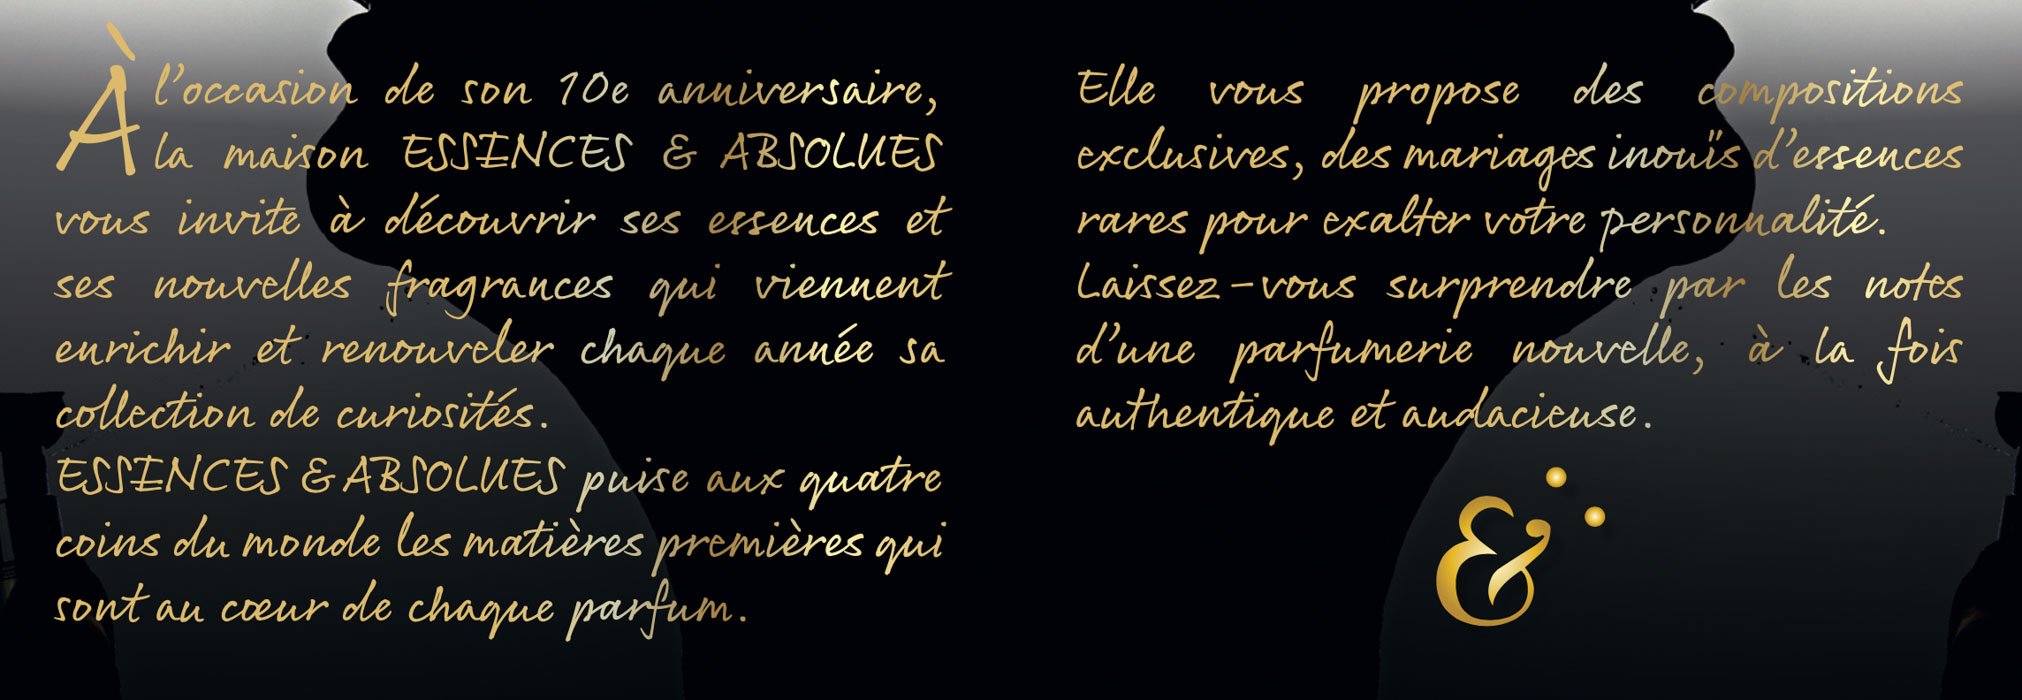 À l'occasion de son 10e anniversaire,
la maison ESSENCES & ABSOLUES
vous invite à découvrir ses essences et
ses nouvelles fragrances qui viennent
enrichir et renouveler chaque année sa
collection de curiosités.
ESSENCES & ABSOLUES puise aux quatre
coins du monde les matières premières qui
sont au cœur de chaque parfum.
Elle vous propose des compositions
exclusives, des mariages inouïs d'essences
rares pour exalter votre personnalité.
Laissez-vous surprendre par les notes
d'une parfumerie nouvelle, à la fois
authentique et audacieuse.
&